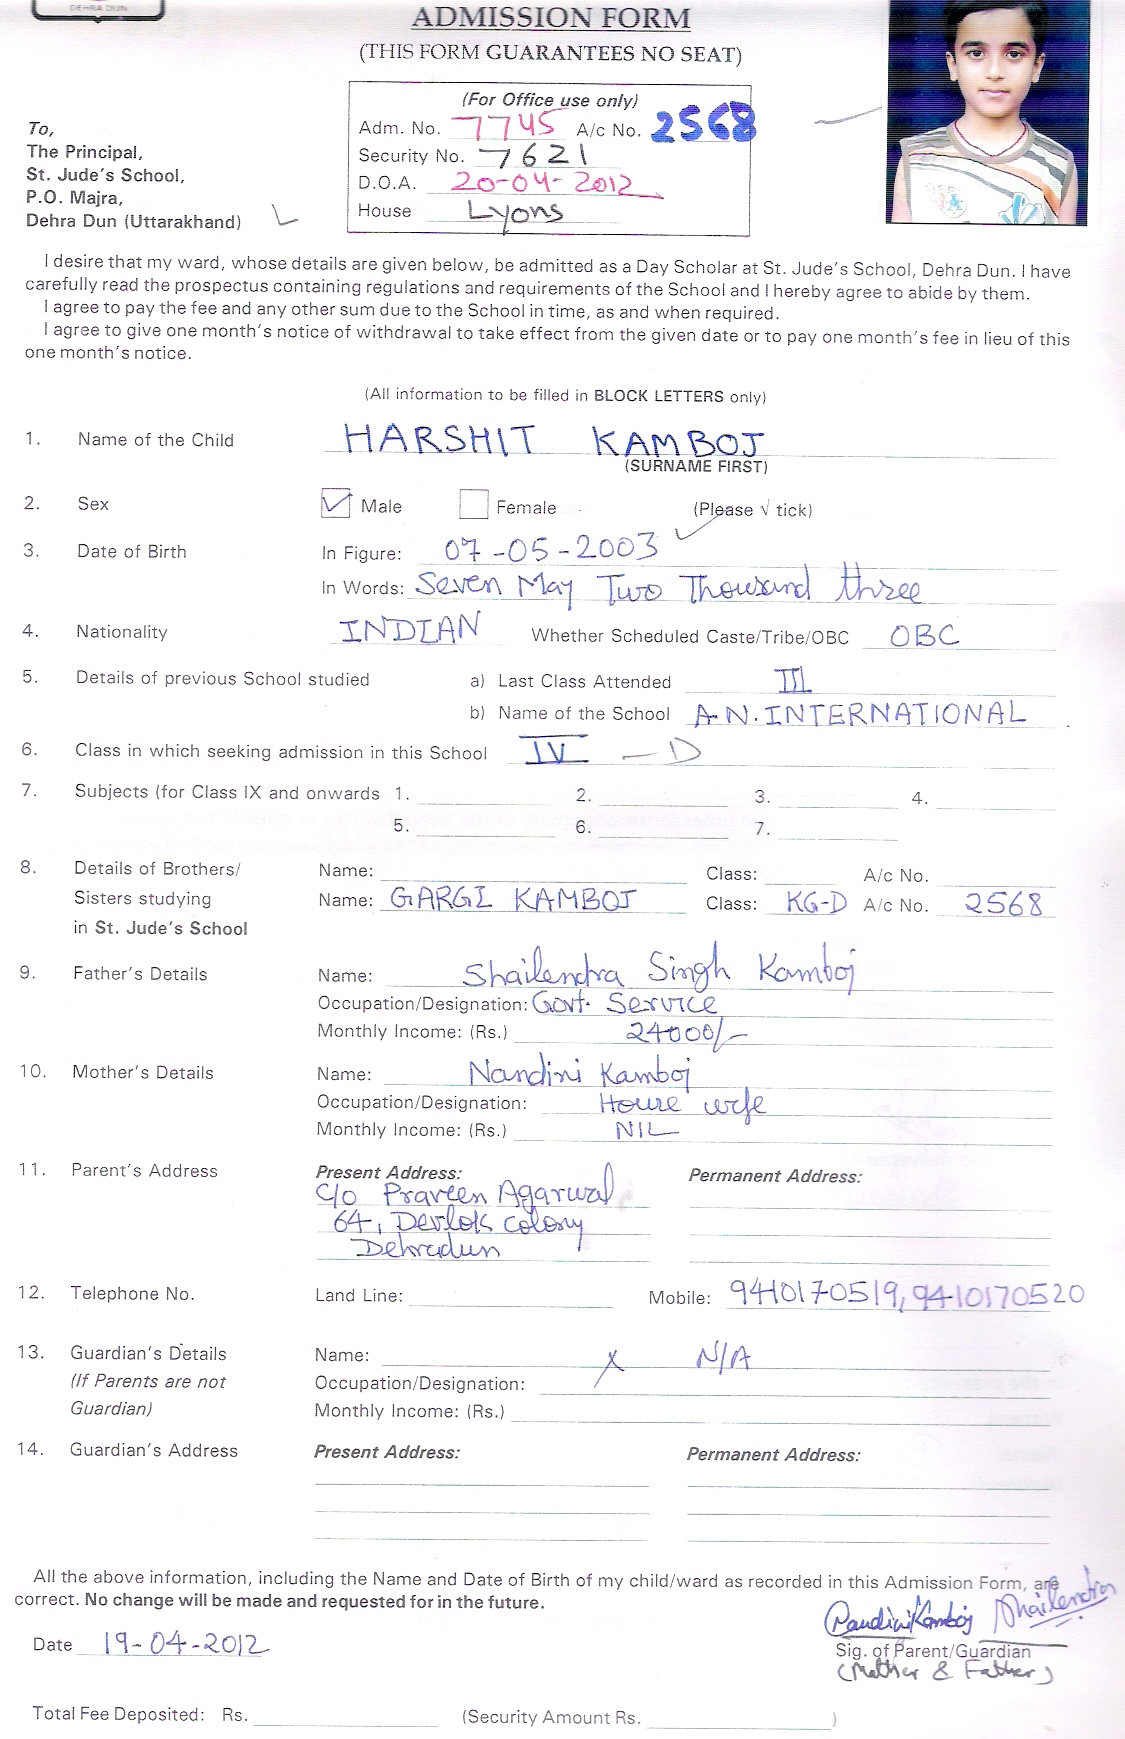 DEHRA DUN
ADMISSION FORM
(THIS FORM GUARANTEES NO SEAT)
(For Office use only)
Adm. No. 7745 A/c No. 2568
Security No. 7621
D.O.A. 20-04-2012
House Lyons
To,
The Principal,
St. Jude's School,
P.O. Majra,
Dehra Dun (Uttarakhand)
I desire that my ward, whose details are given below, be admitted as a Day Scholar at St. Jude's School, Dehra Dun. I have
carefully read the prospectus containing regulations and requirements of the School and I hereby agree to abide by them.
I agree to pay the fee and any other sum due to the School in time, as and when required.
I agree to give one month's notice of withdrawal to take effect from the given date or to pay one month's fee in lieu of this
one month's notice.
(All information to be filled in BLOCK LETTERS only)
1. Name of the Child HARSHIT KAMBOJ
(SURNAME FIRST)
2. Sex Male Female (Please √ tick)
3. Date of Birth In Figure: 07-05-2003
In Words: Seven May Two Thousand three
4. Nationality INDIAN Whether Scheduled Caste/Tribe/OBC OBC
5. Details of previous School studied a) Last Class Attended III
b) Name of the School A.N. INTERNATIONAL
6. Class in which seeking admission in this School IV - D
7. Subjects (for Class IX and onwards 1. 2. 3. 4.
5. 6. 7.
8. Details of Brothers/ Name: Class: A/c No.
Sisters studying Name: GARGI KAMBOJ Class: KG-D A/c No. 2568
in St. Jude's School
9. Father's Details Name: Shailendra Singh Kamboj
Occupation/Designation: Govt. Service
Monthly Income: (Rs.) 24000/-
10. Mother's Details Name: Nandini Kamboj
Occupation/Designation: House wife
Monthly Income: (Rs.) NIL
11. Parent's Address Present Address: Permanent Address:
C/o Praveen Agarwal
64, Devlok Colony
Dehradun
12. Telephone No. Land Line: Mobile: 9410170519, 9410170520
13. Guardian's Details Name: X N/A
(If Parents are not Occupation/Designation:
Guardian) Monthly Income: (Rs.)
14. Guardian's Address Present Address: Permanent Address:
All the above information, including the Name and Date of Birth of my child/ward as recorded in this Admission Form, are
correct. No change will be made and requested for in the future.
Nandini Kamboj Shailendra
Date 19-04-2012 Sig. of Parent/Guardian
(Mother & Father)
Total Fee Deposited: Rs. (Security Amount Rs. )